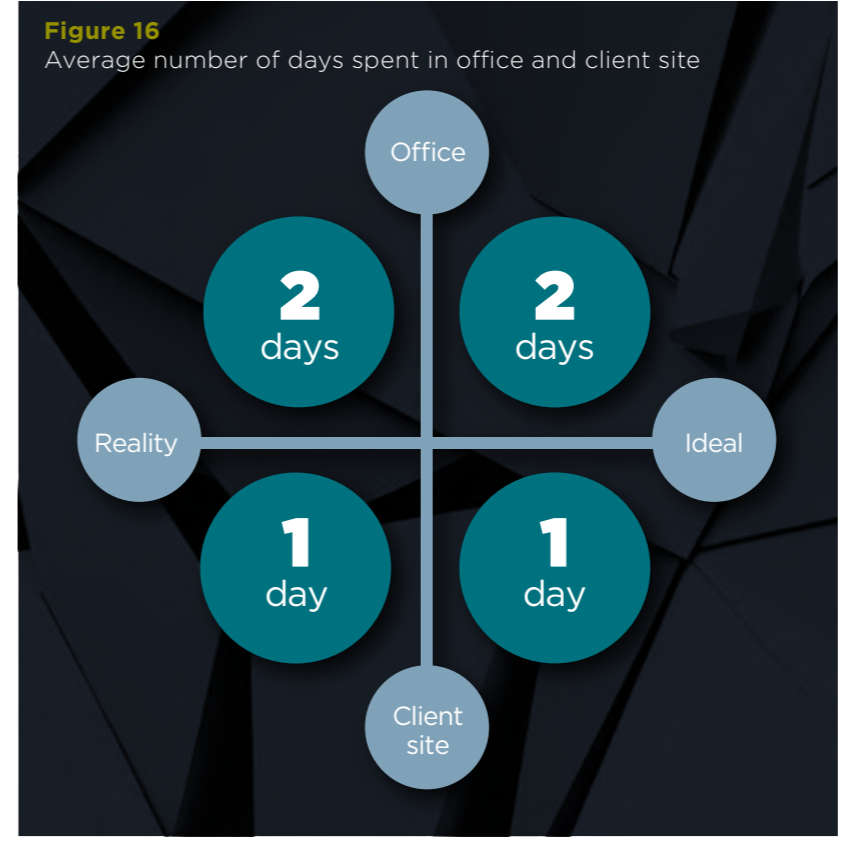 Figure 16
Average number of days spent in office and client site
Office
2
days
2
days
Reality
Ideal
1
day
1
day
Client
site